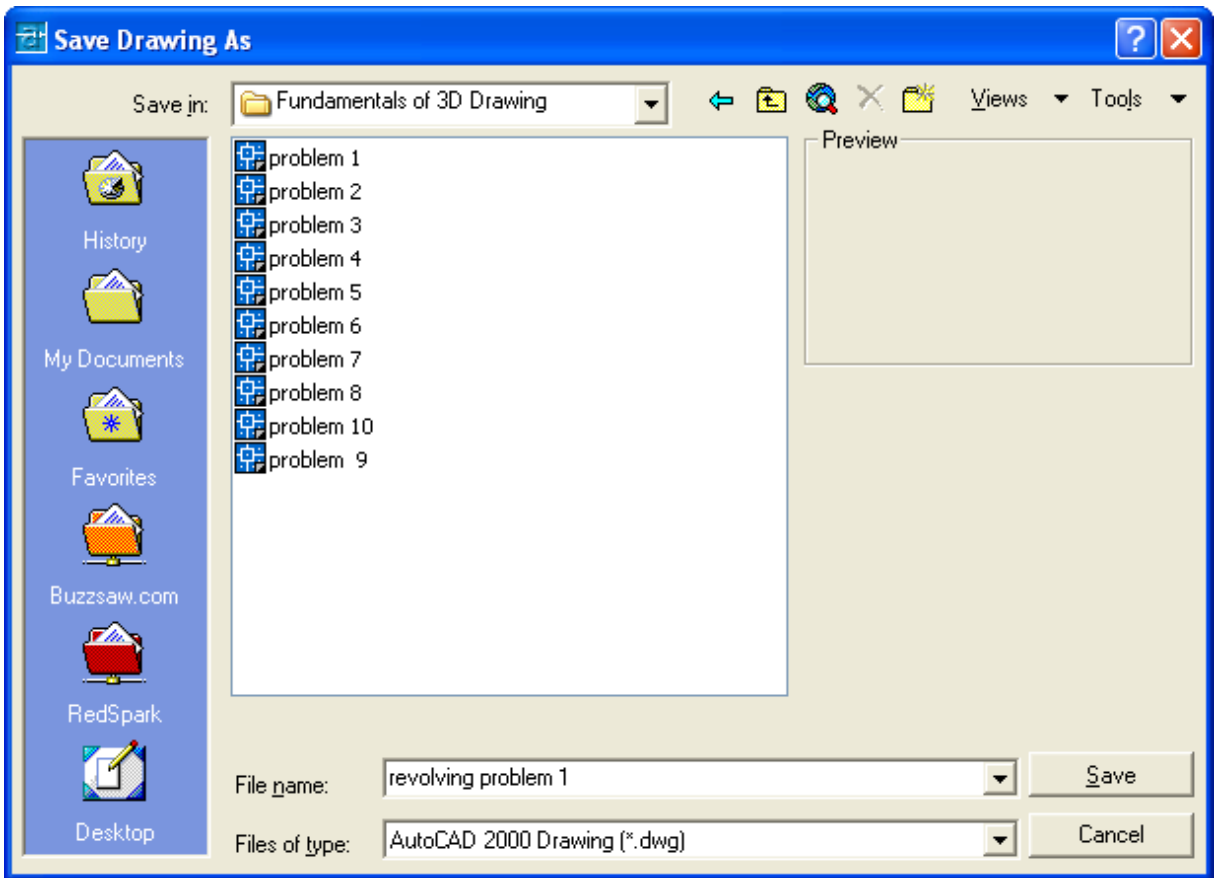 Save Drawing As
Save in: Fundamentals of 3D Drawing Views Tools
History
My Documents
Favorites
Buzzsaw.com
RedSpark
Desktop
problem 1
problem 2
problem 3
problem 4
problem 5
problem 6
problem 7
problem 8
problem 10
problem  9
Preview
File name: revolving problem 1 Save
Files of type: AutoCAD 2000 Drawing (*.dwg) Cancel